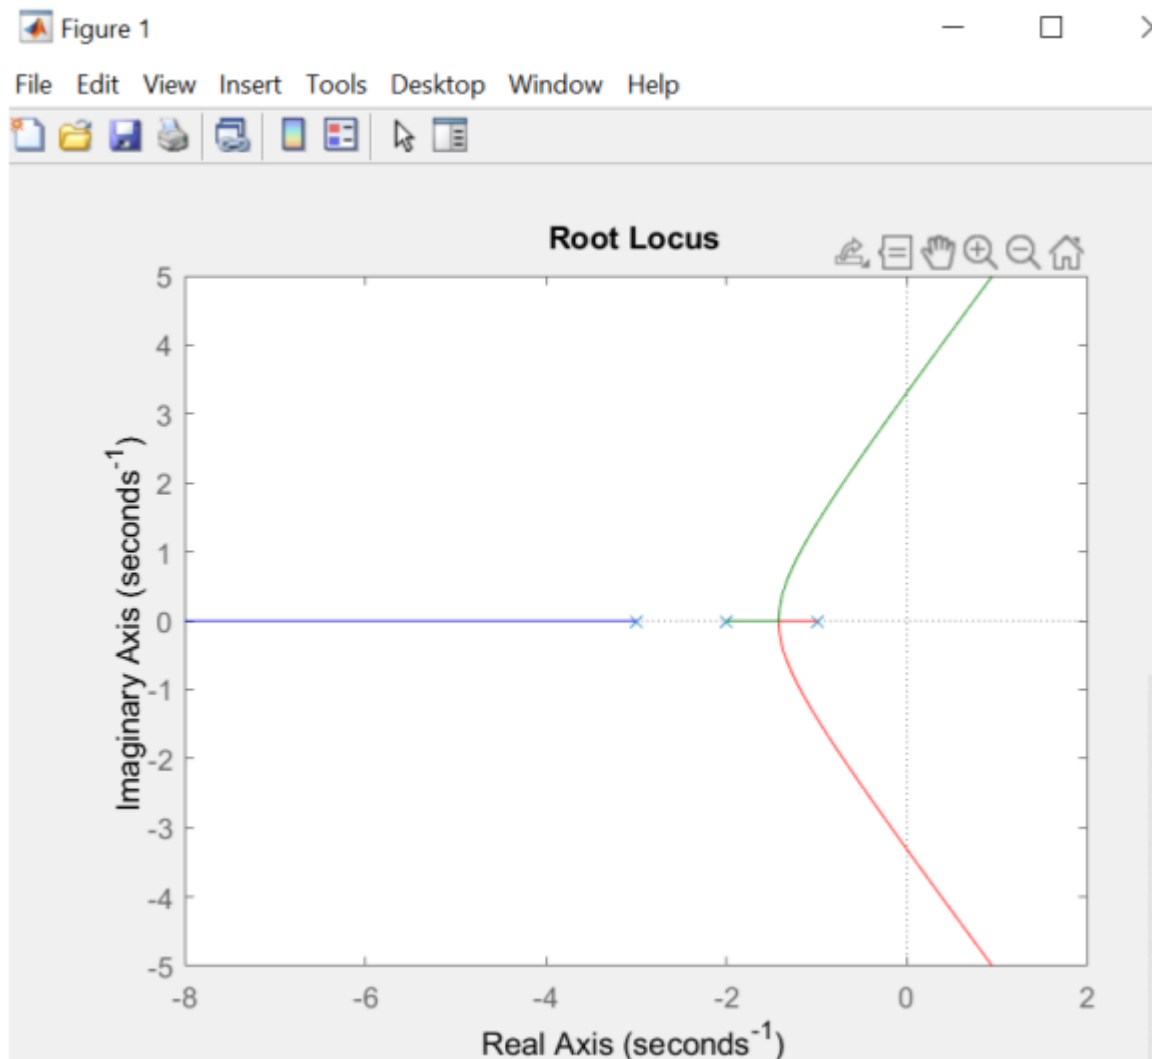 Figure 1
File Edit View Insert Tools Desktop Window Help
Root Locus
5
4
3
2
1
0
-1
-2
-3
-4
-5
Imaginary Axis (seconds-1)
-8 -6 -4 -2 0 2
Real Axis (seconds-1)